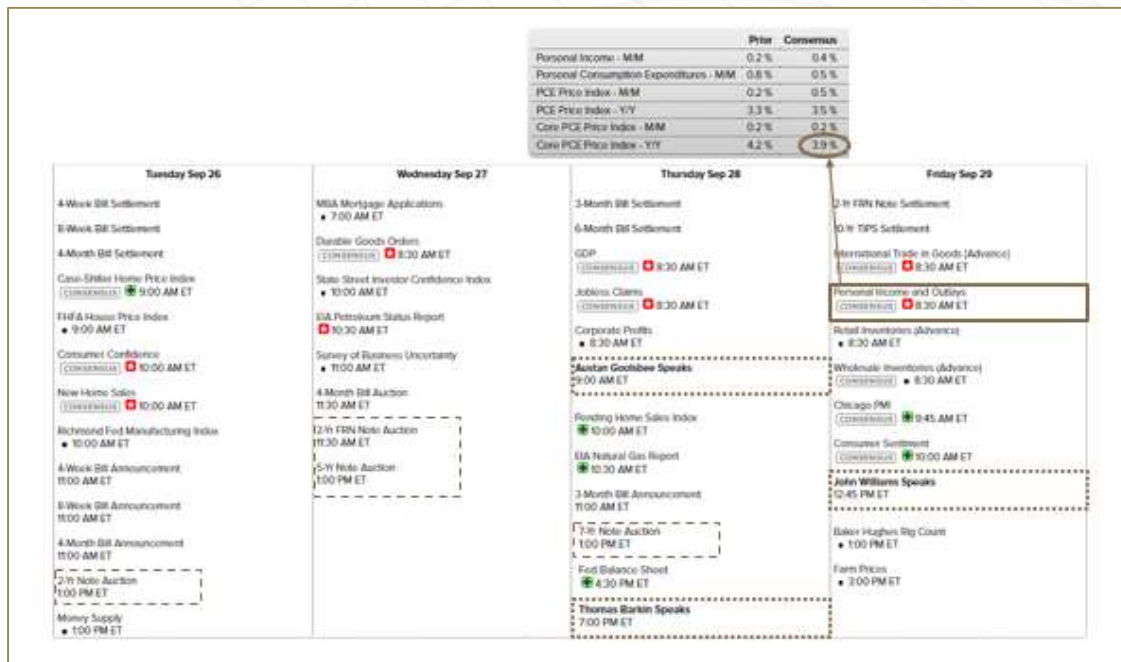 Prior Consensus
Personal Income - M/M 0.2 % 0.4 %
Personal Consumption Expenditures - M/M 0.8 % 0.5 %
PCE Price Index - M/M 0.2 % 0.5 %
PCE Price Index - Y/Y 3.3 % 3.5 %
Core PCE Price Index - M/M 0.2 % 0.2 %
Core PCE Price Index - Y/Y 4.2 % 3.9 %
Tuesday Sep 26
4-Week Bill Settlement
8-Week Bill Settlement
4-Month Bill Settlement
Case-Shiller Home Price Index
CONSENSUS 9:00 AM ET
FHFA House Price Index
• 9:00 AM ET
Consumer Confidence
CONSENSUS 10:00 AM ET
New Home Sales
CONSENSUS 10:00 AM ET
Richmond Fed Manufacturing Index
• 10:00 AM ET
4-Week Bill Announcement
11:00 AM ET
8-Week Bill Announcement
11:00 AM ET
4-Month Bill Announcement
11:00 AM ET
2-Yr Note Auction
1:00 PM ET
Money Supply
• 1:00 PM ET
Wednesday Sep 27
MBA Mortgage Applications
• 7:00 AM ET
Durable Goods Orders
CONSENSUS 8:30 AM ET
State Street Investor Confidence Index
• 10:00 AM ET
EIA Petroleum Status Report
10:30 AM ET
Survey of Business Uncertainty
• 11:00 AM ET
4-Month Bill Auction
11:30 AM ET
2-Yr FRN Note Auction
11:30 AM ET
5-Yr Note Auction
1:00 PM ET
Thursday Sep 28
3-Month Bill Settlement
6-Month Bill Settlement
GDP
CONSENSUS 8:30 AM ET
Jobless Claims
CONSENSUS 8:30 AM ET
Corporate Profits
• 8:30 AM ET
Austan Goolsbee Speaks
9:00 AM ET
Pending Home Sales Index
10:00 AM ET
EIA Natural Gas Report
10:30 AM ET
3-Month Bill Announcement
11:00 AM ET
7-Yr Note Auction
1:00 PM ET
Fed Balance Sheet
4:30 PM ET
Thomas Barkin Speaks
7:00 PM ET
Friday Sep 29
2-Yr FRN Note Settlement
10-Yr TIPS Settlement
International Trade in Goods (Advance)
CONSENSUS 8:30 AM ET
Personal Income and Outlays
CONSENSUS 8:30 AM ET
Retail Inventories (Advance)
• 8:30 AM ET
Wholesale Inventories (Advance)
CONSENSUS • 8:30 AM ET
Chicago PMI
CONSENSUS 9:45 AM ET
Consumer Sentiment
CONSENSUS 10:00 AM ET
John Williams Speaks
12:45 PM ET
Baker Hughes Rig Count
• 1:00 PM ET
Farm Prices
• 3:00 PM ET